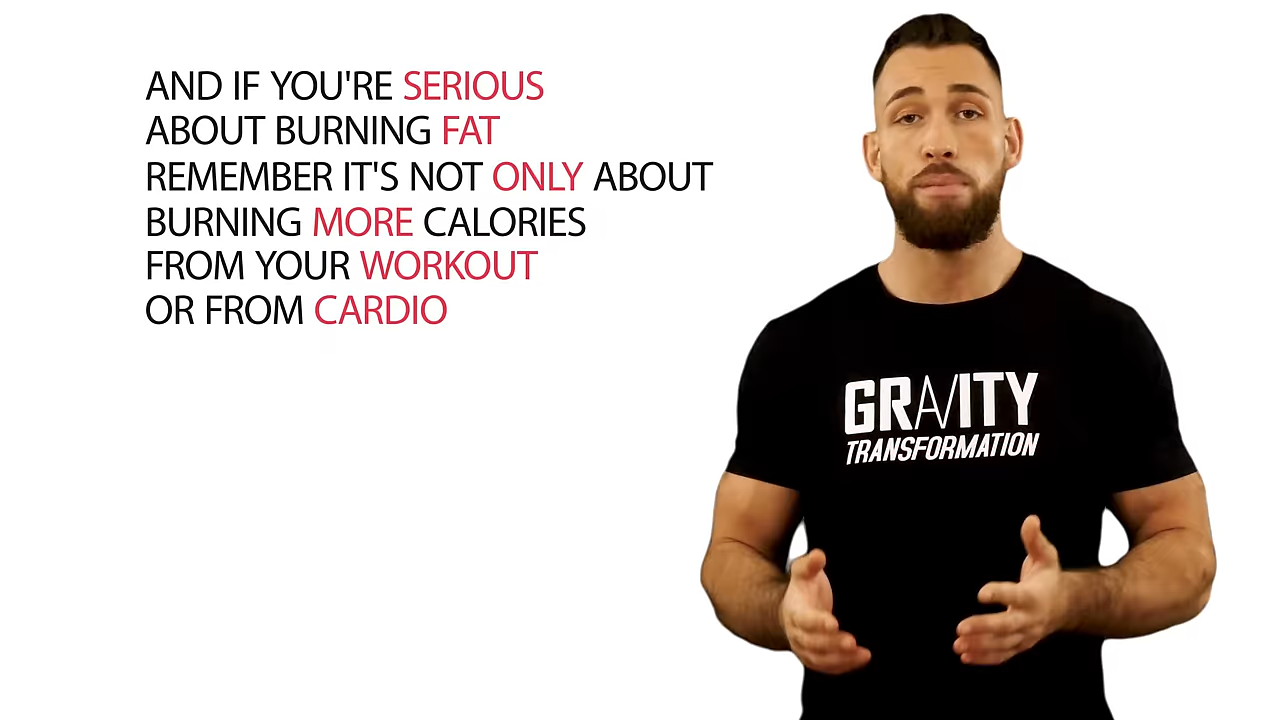 AND IF YOU'RE SERIOUS
ABOUT BURNING FAT
REMEMBER IT'S NOT ONLY ABOUT
BURNING MORE CALORIES
FROM YOUR WORKOUT
OR FROM CARDIO
GRAVITY
TRANSFORMATION